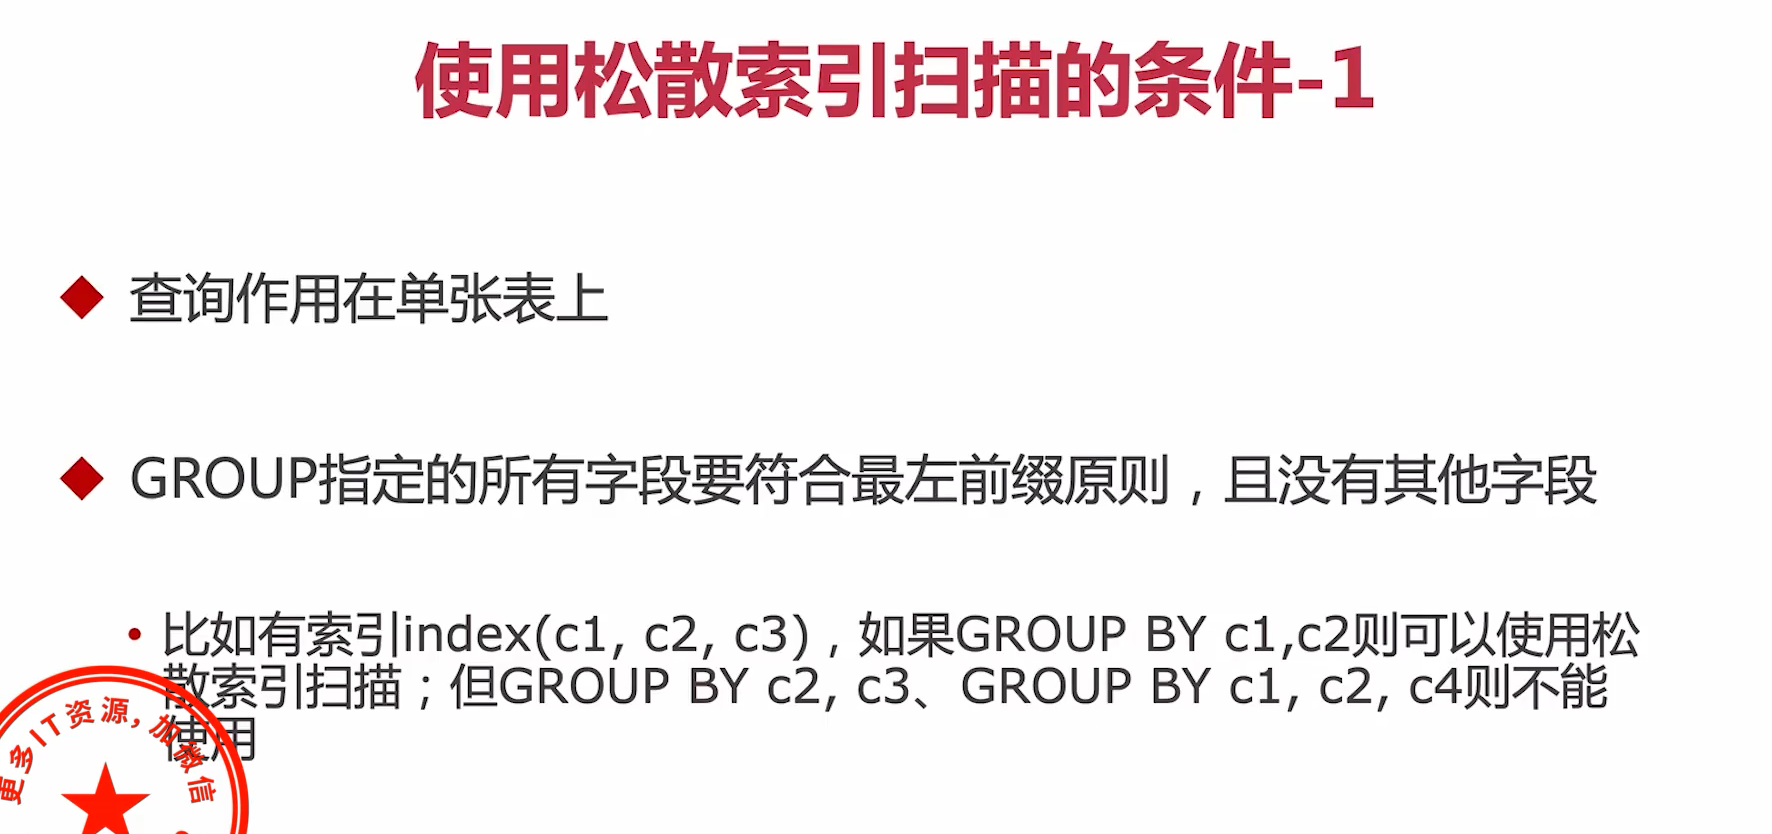 使用松散索引扫描的条件-1
查询作用在单张表上
GROUP指定的所有字段要符合最左前缀原则，且没有其他字段
比如有索引index(c1, c2, c3)，如果GROUP BY c1,c2则可以使用松
散索引扫描；但GROUP BY c2, c3、GROUP BY c1, c2, c4则不能
使用
更多IT资源,加微信